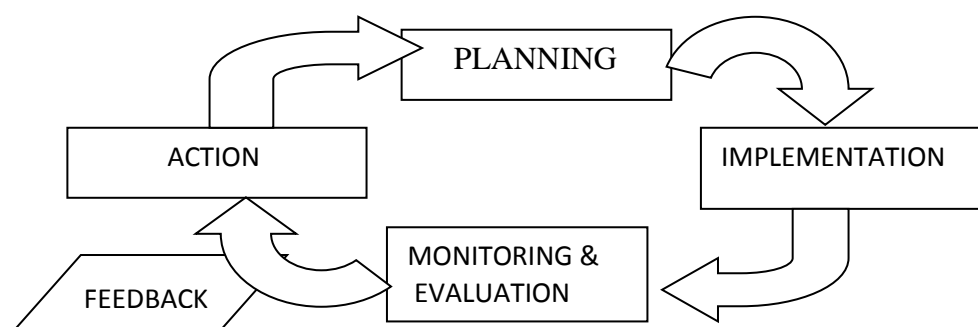 PLANNING
ACTION
IMPLEMENTATION
MONITORING &
EVALUATION
FEEDBACK